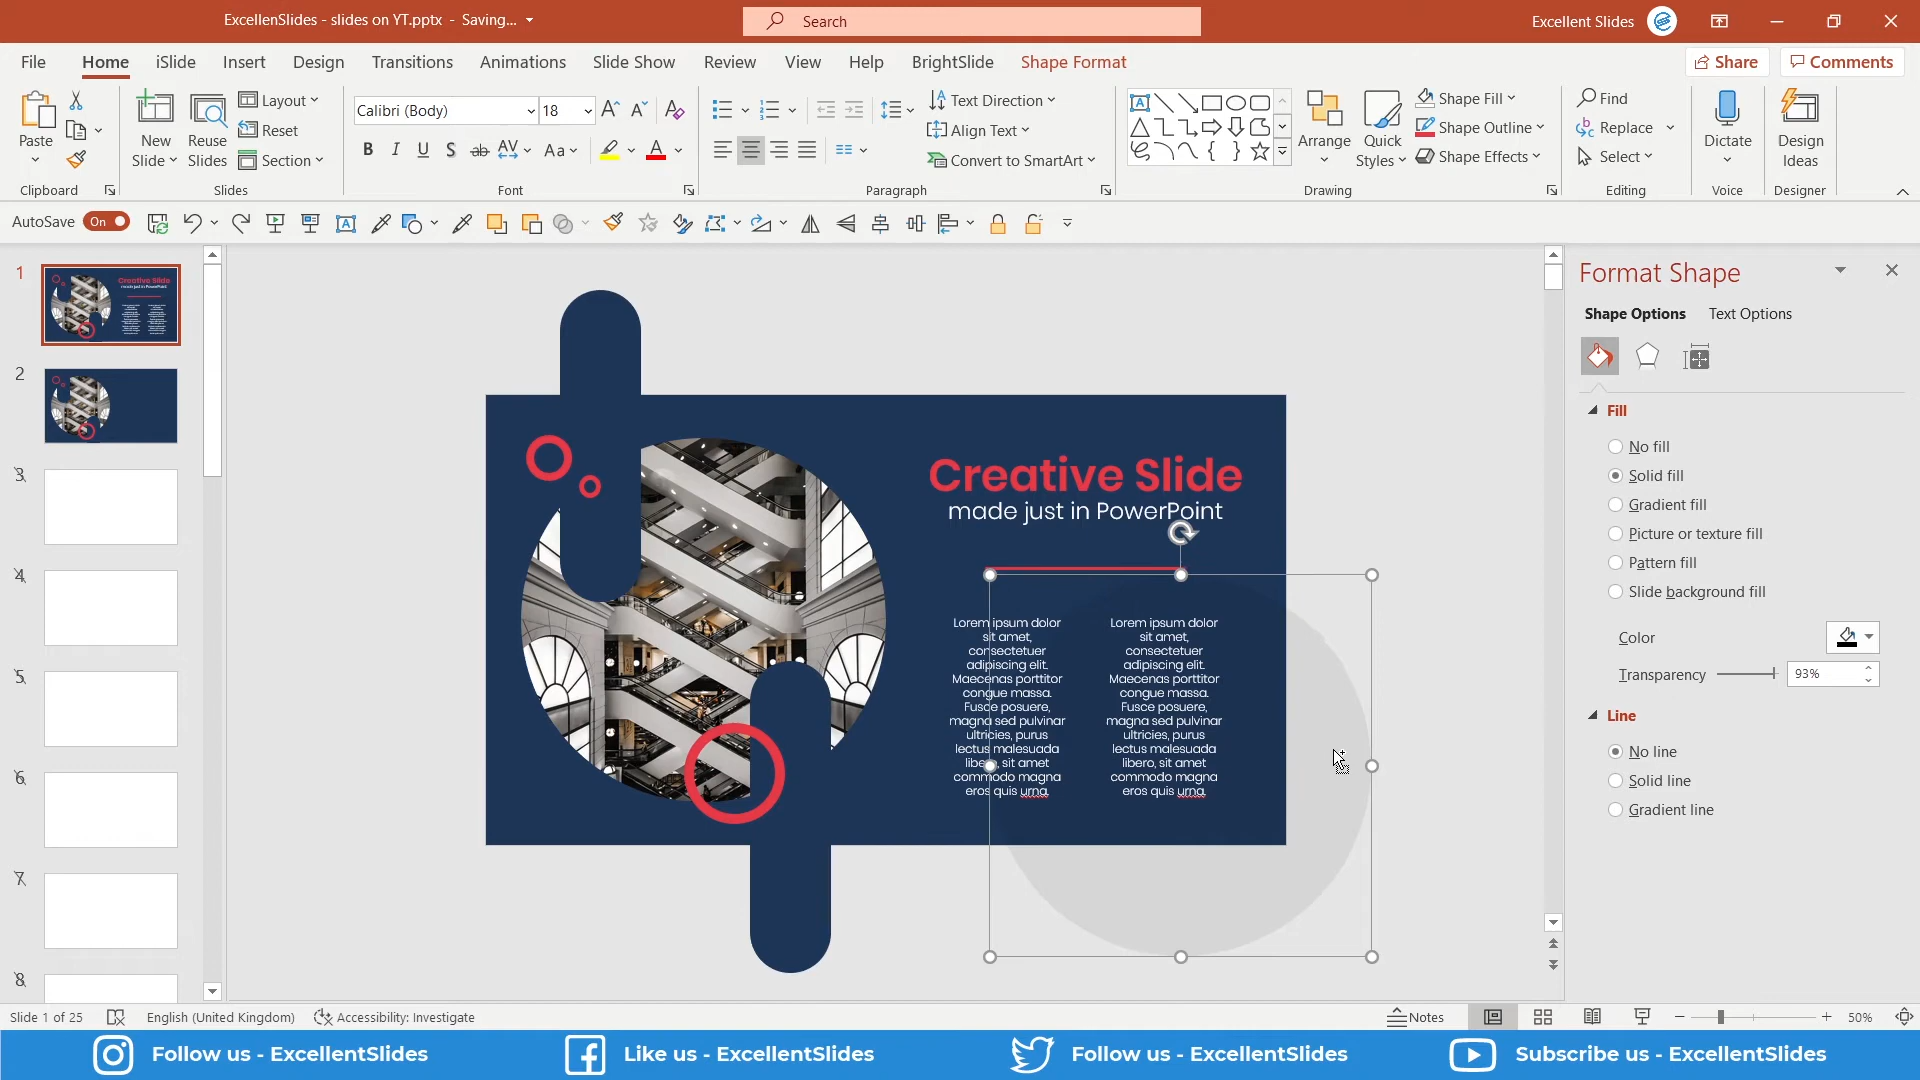 ExcellenSlides - slides on YT.pptx - Saving...
Search
Excellent Slides
File Home iSlide Insert Draw Design Transitions Animations Slide Show Review View Help BrightSlide Shape Format
Share
Comments
Paste
New
Slide
Reuse
Slides
Layout
Reset
Section
Calibri (Body)
18
Text Direction
Align Text
Convert to SmartArt
Arrange
Quick
Styles
Shape Fill
Shape Outline
Shape Effects
Find
Replace
Select
Dictate
Design
Ideas
Clipboard
Slides
Font
Paragraph
Drawing
Editing
Voice
Designer
AutoSave
On
1
2
3
4
5
6
7
8
Creative Slide
made just in PowerPoint
Lorem ipsum dolor
sit amet,
consectetuer
adipiscing elit.
Maecenas porttitor
congue massa.
Fusce posuere,
magna sed pulvinar
ultricies, purus
lectus malesuada
libero, sit amet
commodo magna
eros quis urna.
Lorem ipsum dolor
sit amet,
consectetuer
adipiscing elit.
Maecenas porttitor
congue massa.
Fusce posuere,
magna sed pulvinar
ultricies, purus
lectus malesuada
libero, sit amet
commodo magna
eros quis urna.
Format Shape
Shape Options
Text Options
Fill
No fill
Solid fill
Gradient fill
Picture or texture fill
Pattern fill
Slide background fill
Color
Transparency
93%
Line
No line
Solid line
Gradient line
Slide 1 of 25
English (United Kingdom)
Accessibility: Investigate
Notes
50%
Follow us - ExcellentSlides
Like us - ExcellentSlides
Follow us - ExcellentSlides
Subscribe us - ExcellentSlides